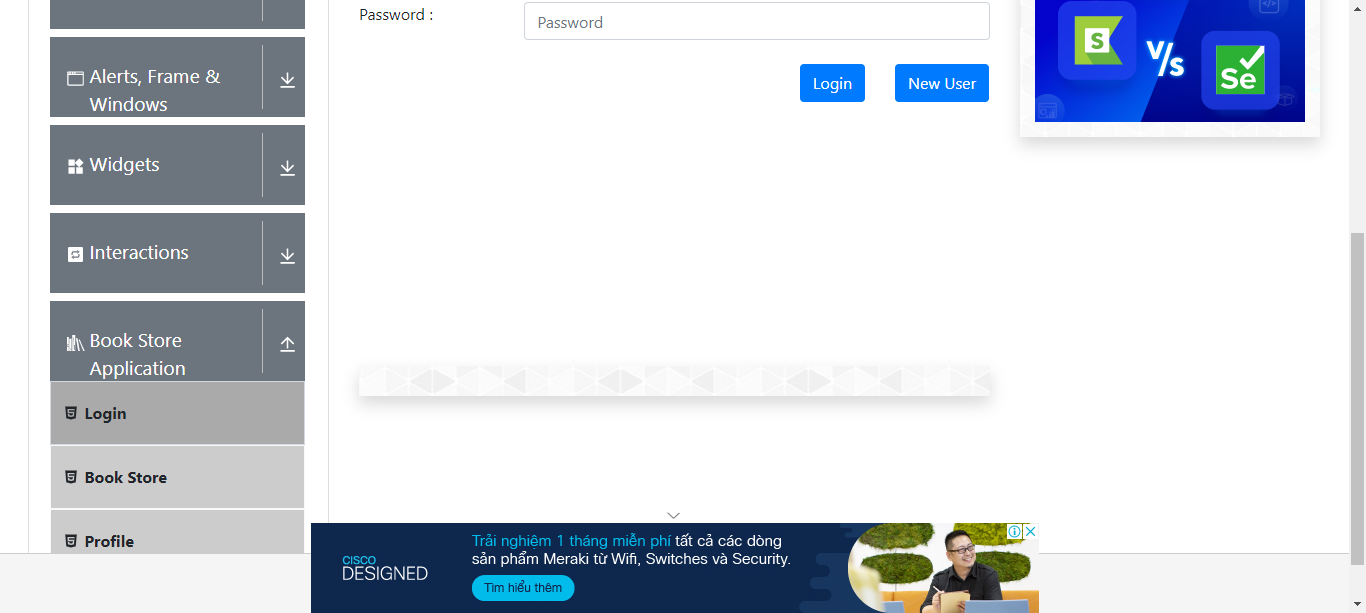 Password :
Password
Login
New User
Alerts, Frame &
Windows
Widgets
Interactions
Book Store
Application
Login
Book Store
Profile
S
V/s
Se
CISCO
DESIGNED
Trải nghiệm 1 tháng miễn phí tất cả các dòng
sản phẩm Meraki từ Wifi, Switches và Security.
Tìm hiểu thêm